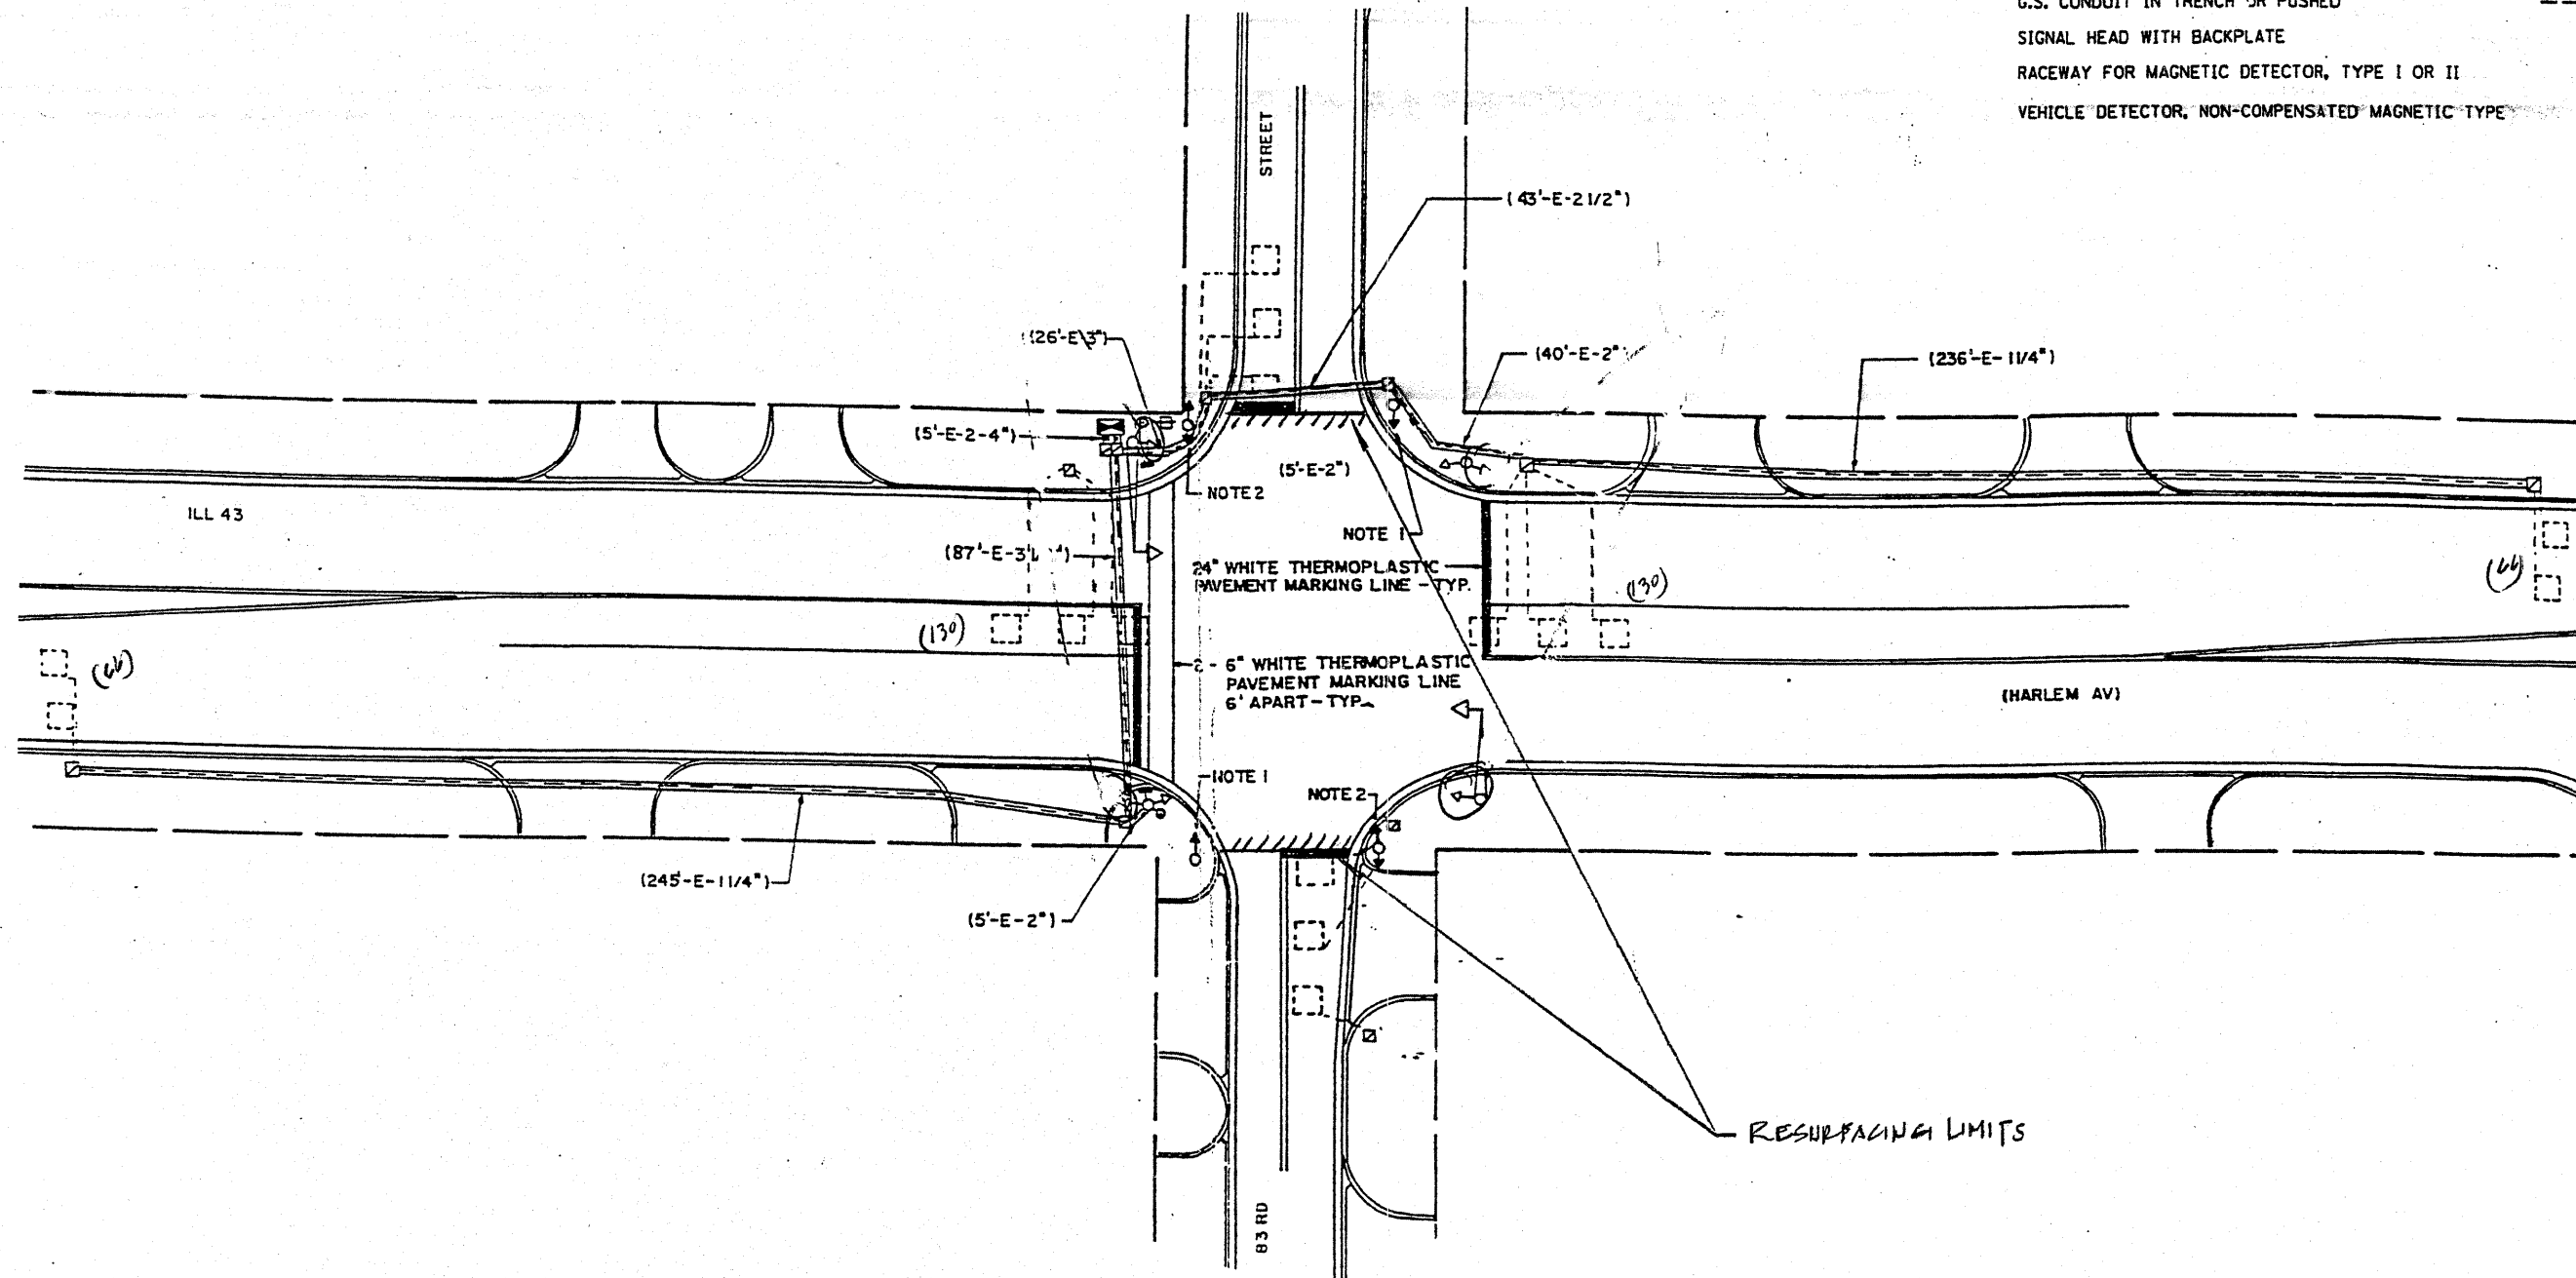 G.S. CONDUIT IN TRENCH OR PUSHED
SIGNAL HEAD WITH BACKPLATE
RACEWAY FOR MAGNETIC DETECTOR, TYPE I OR II
VEHICLE DETECTOR, NON-COMPENSATED MAGNETIC TYPE
STREET
(43'-E-2 1/2")
(26'-E-3")
(40'-E-2"
(236'-E-1 1/4")
(5'-E-2-4")
(5'-E-2")
NOTE 2
ILL 43
NOTE 1
(87'-E-3
24" WHITE THERMOPLASTIC
PAVEMENT MARKING LINE - TYP.
(130)
(66)
(130)
2 - 6" WHITE THERMOPLASTIC
PAVEMENT MARKING LINE
6' APART - TYP.
(66)
(HARLEM AV)
NOTE 1
NOTE 2
(245'-E-1 1/4")
(5'-E-2")
RESURFACING LIMITS
83 RD